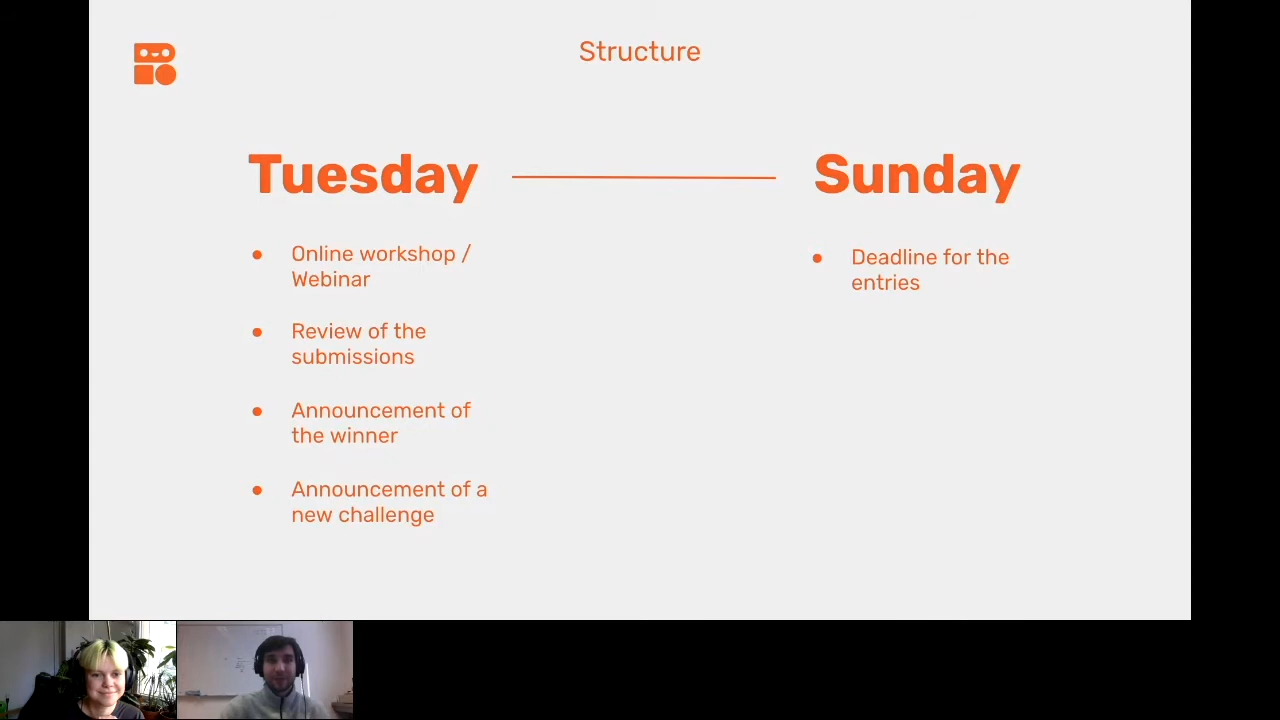 Structure
Tuesday
Sunday
Online workshop /
Webinar
Review of the
submissions
Announcement of
the winner
Announcement of a
new challenge
Deadline for the
entries